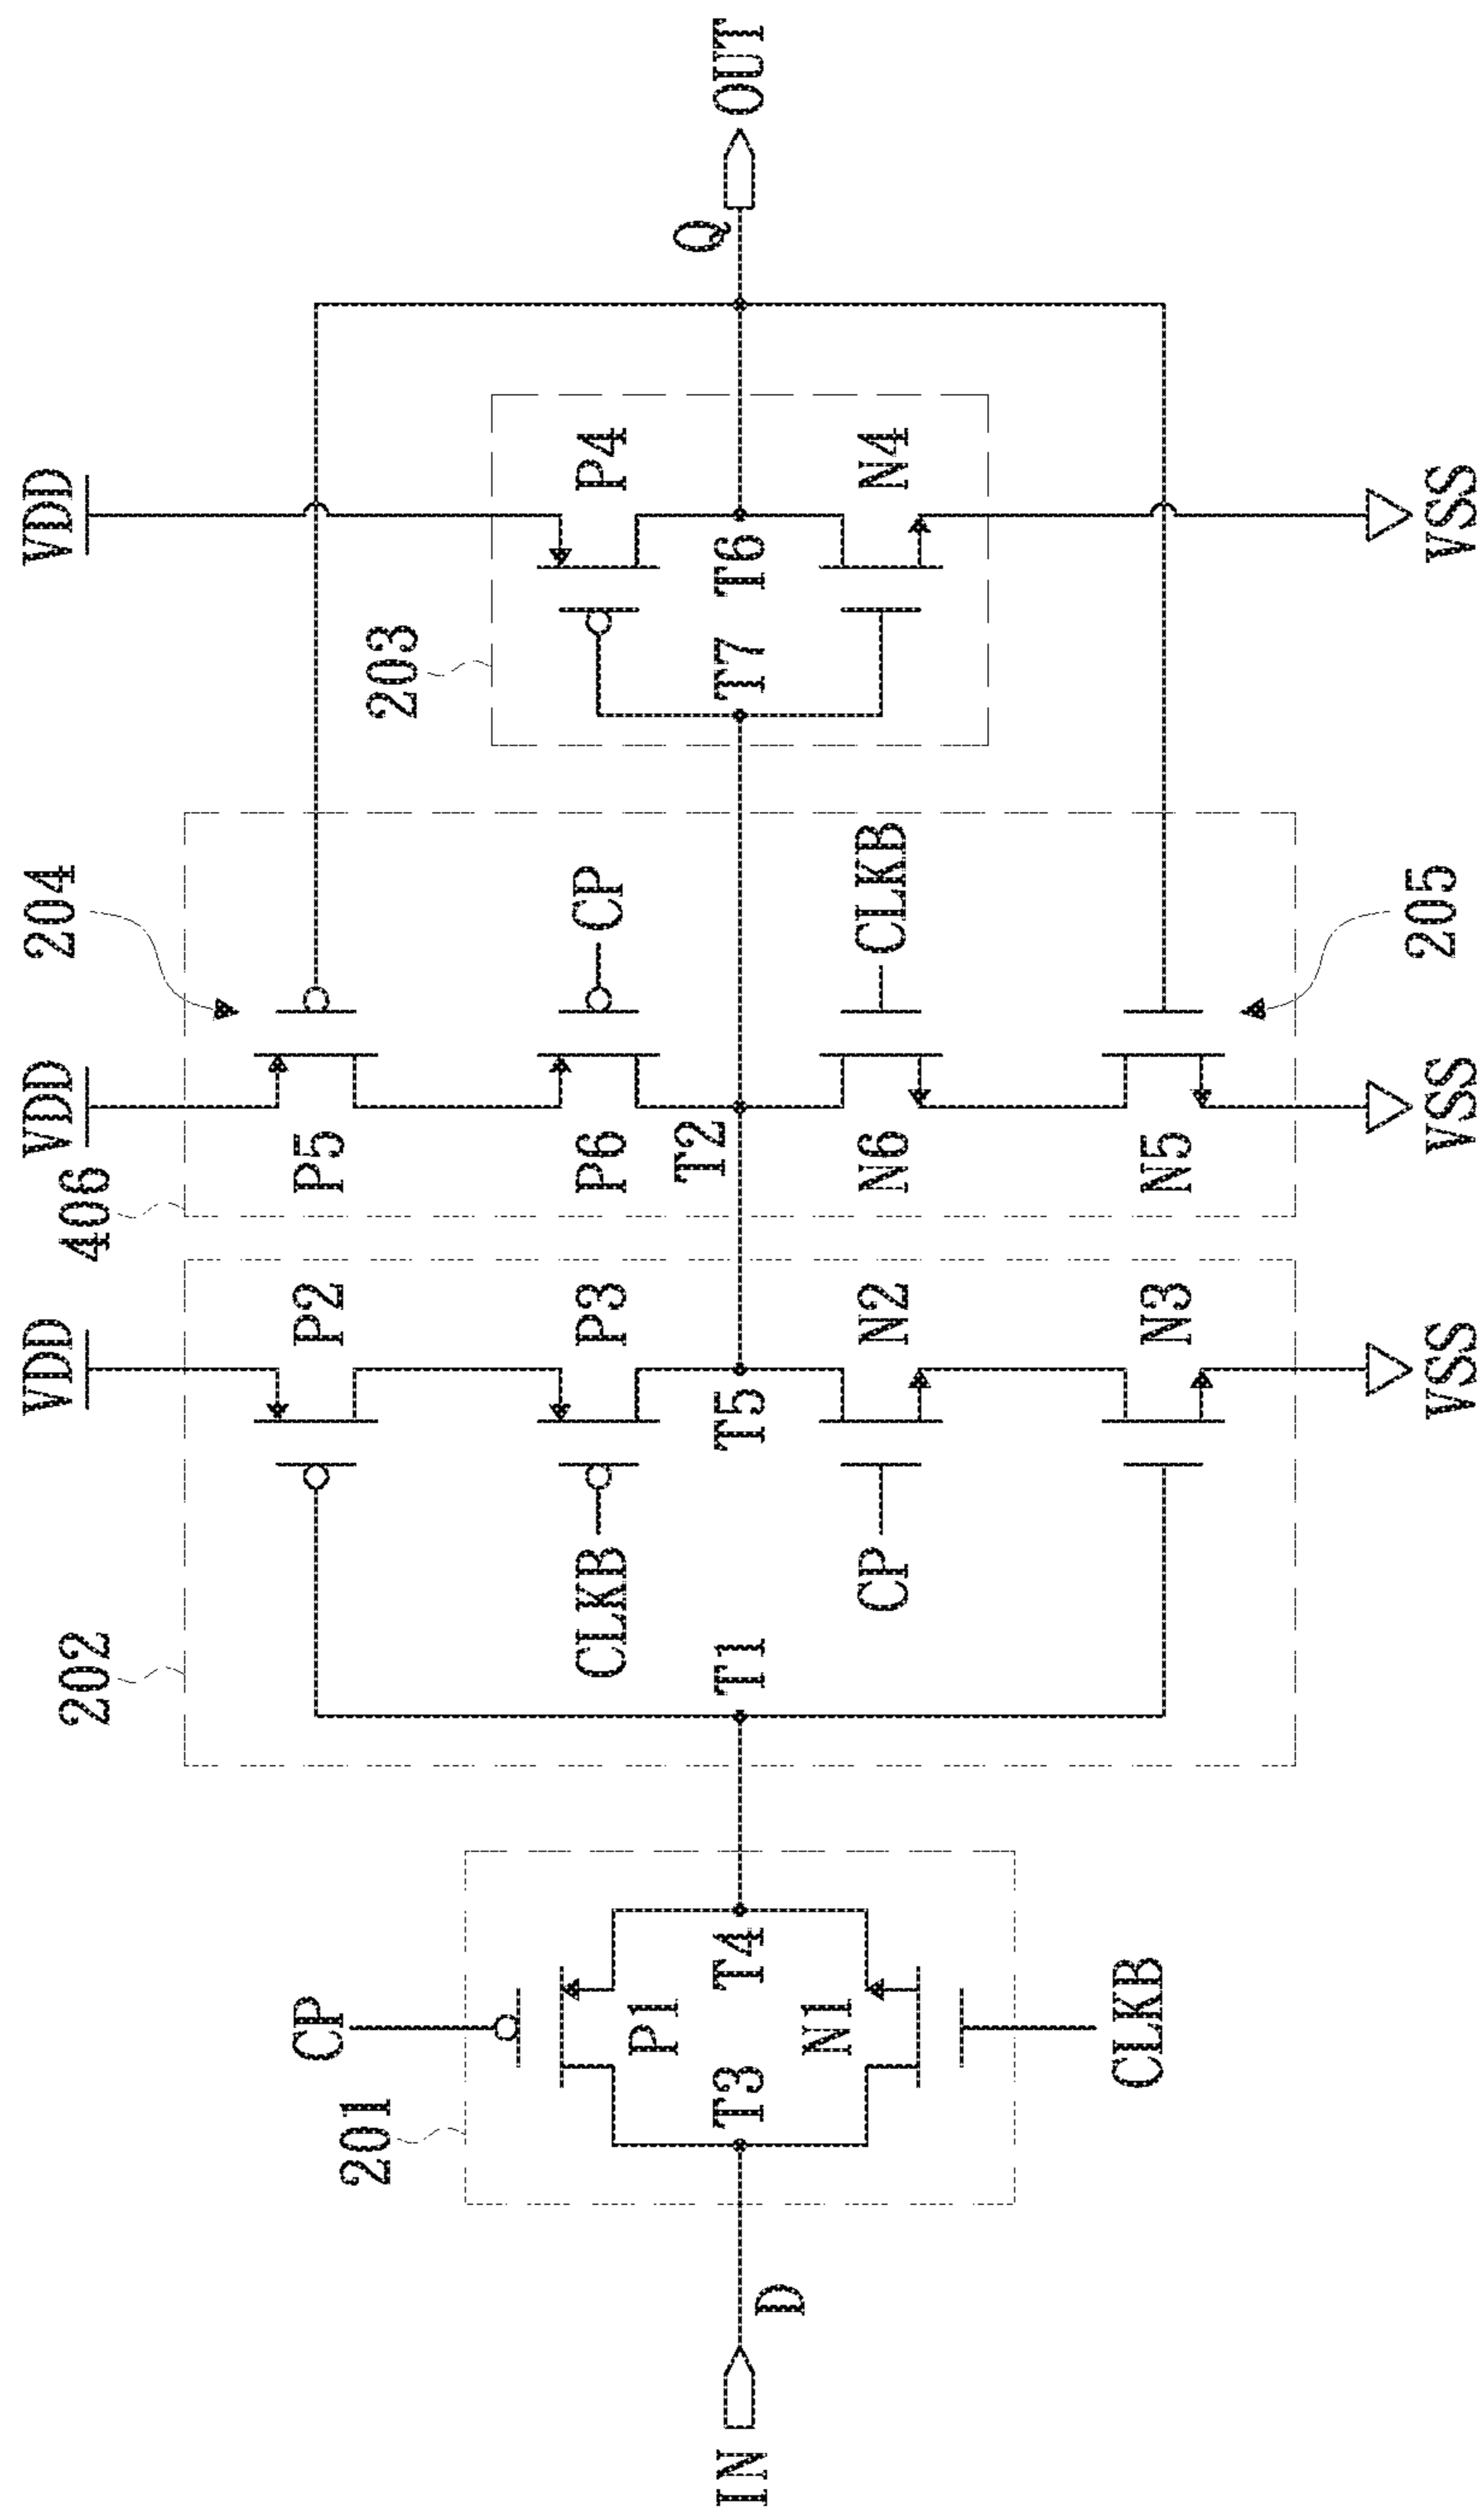 OUT
Q
VDD
P4
N4
VSS
T6
203
T7
204
CP
CLKB
205
VDD
P5
P6
T2
N6
N5
VSS
406
VDD
P2
P3
N2
N3
VSS
T5
CLKB
CP
202
T1
CP
P1
T4
N1
CLKB
T3
201
D
IN